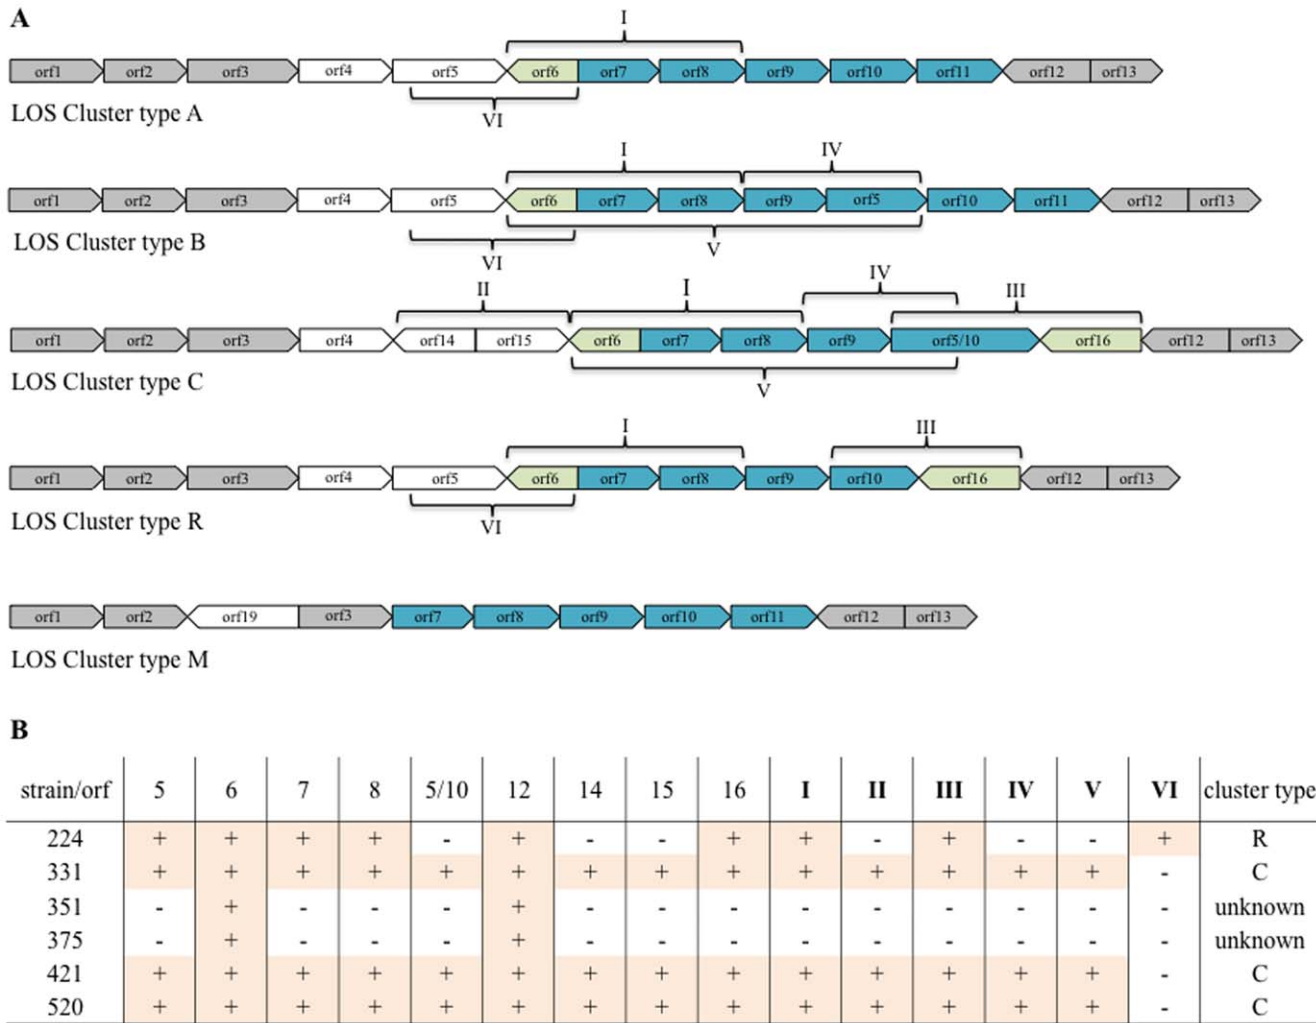 A
I
orf1 orf2 orf3 orf4 orf5 orf6 orf7 orf8 orf9 orf10 orf11 orf12 orf13
VI
LOS Cluster type A
I IV
orf1 orf2 orf3 orf4 orf5 orf6 orf7 orf8 orf9 orf5 orf10 orf11 orf12 orf13
VI V
LOS Cluster type B
II I IV III
orf1 orf2 orf3 orf4 orf14 orf15 orf6 orf7 orf8 orf9 orf5/10 orf16 orf12 orf13
V
LOS Cluster type C
I III
orf1 orf2 orf3 orf4 orf5 orf6 orf7 orf8 orf9 orf10 orf16 orf12 orf13
VI
LOS Cluster type R
orf1 orf2 orf19 orf3 orf7 orf8 orf9 orf10 orf11 orf12 orf13
LOS Cluster type M
B
strain/orf 5 6 7 8 5/10 12 14 15 16 I II III IV V VI cluster type
224 + + + + - + - - + + - + - - + R
331 + + + + + + + + + + + + + + - C
351 - + - - - + - - - - - - - - - unknown
375 - + - - - + - - - - - - - - - unknown
421 + + + + + + + + + + + + + + - C
520 + + + + + + + + + + + + + + - C